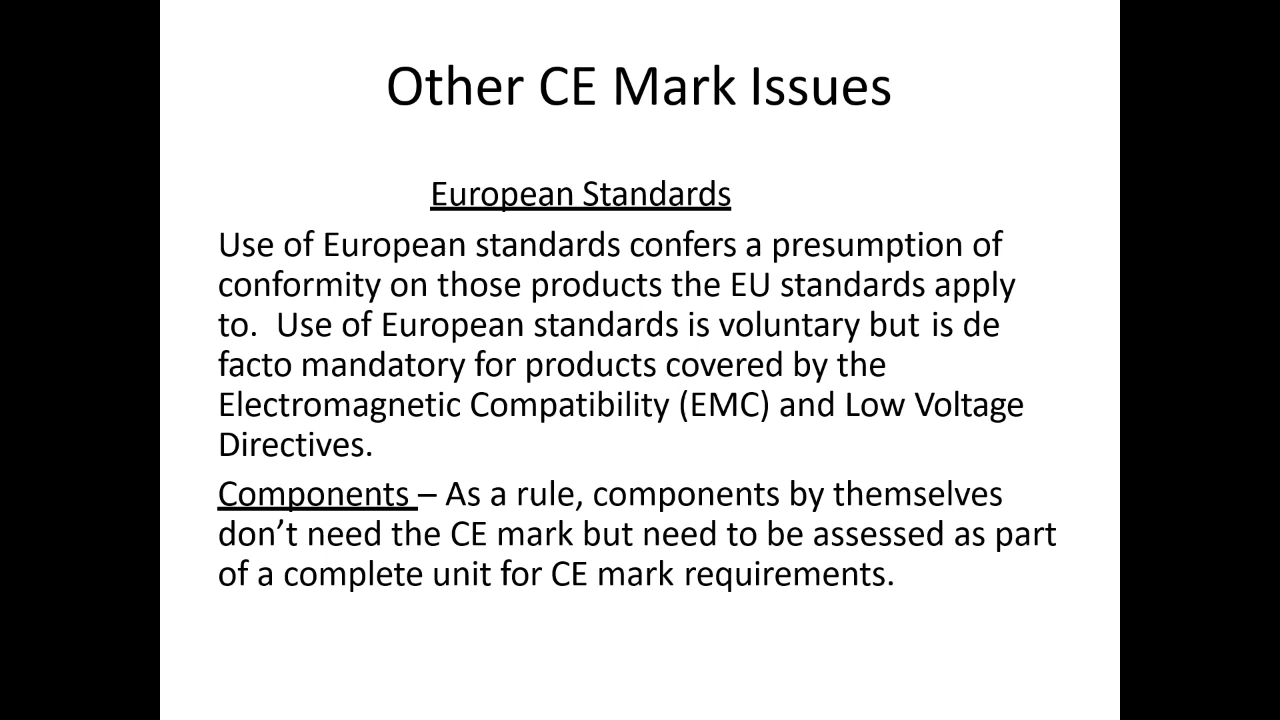 Other CE Mark Issues
European Standards
Use of European standards confers a presumption of
conformity on those products the EU standards apply
to.  Use of European standards is voluntary but is de
facto mandatory for products covered by the
Electromagnetic Compatibility (EMC) and Low Voltage
Directives.
Components – As a rule, components by themselves
don’t need the CE mark but need to be assessed as part
of a complete unit for CE mark requirements.